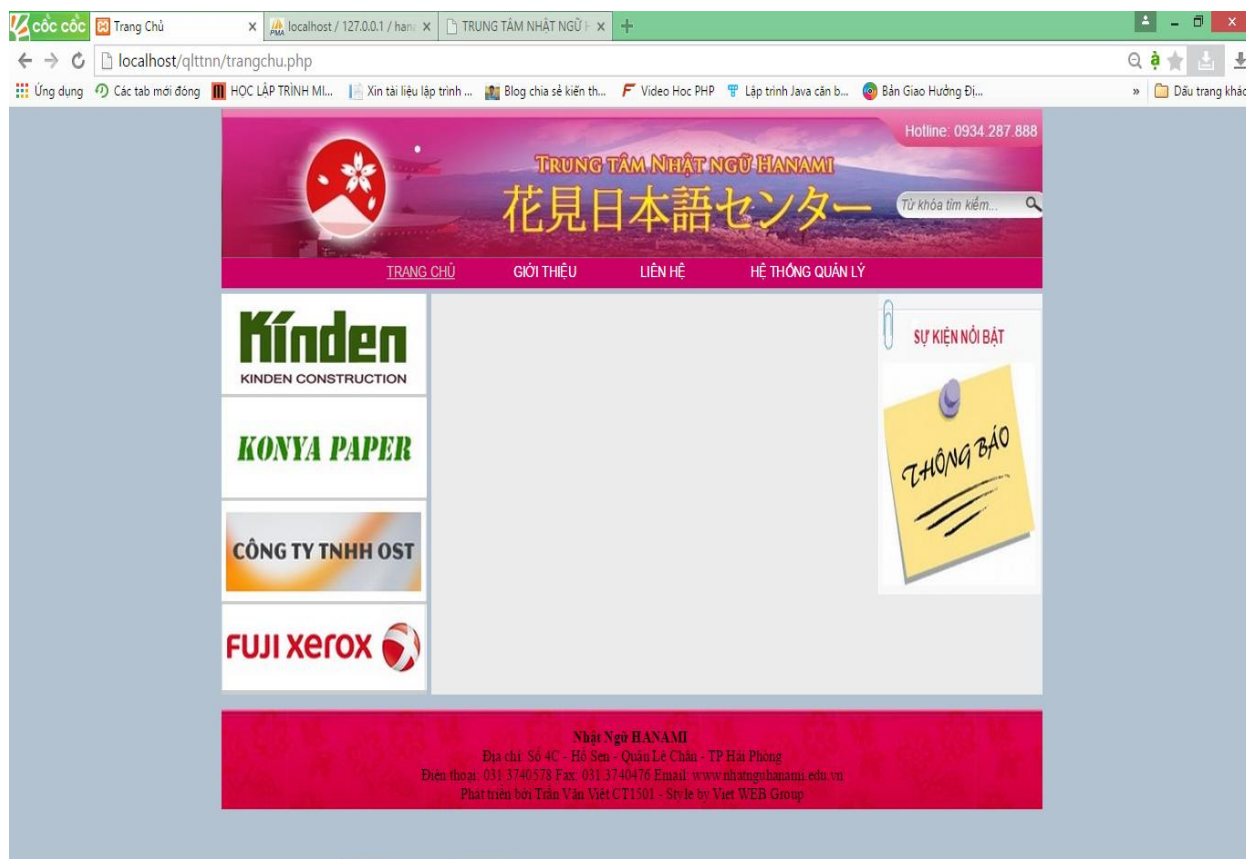 cốc cốc Trang Chủ localhost / 127.0.0.1 / hana TRUNG TÂM NHẬT NGỮ H
localhost/qlttnn/trangchu.php
Ứng dụng Các tab mới đóng HỌC LẬP TRÌNH MI... Xin tài liệu lập trình ... Blog chia sẻ kiến th... Video Hoc PHP Lập trình Java căn b... Bản Giao Hưởng Đị... » Dấu trang khác
Hotline: 0934.287.888
TRUNG TÂM NHẬT NGỮ HANAMI
花見日本語センター
Từ khóa tìm kiếm...
TRANG CHỦ GIỚI THIỆU LIÊN HỆ HỆ THỐNG QUẢN LÝ
Kinden
KINDEN CONSTRUCTION
KONYA PAPER
CÔNG TY TNHH OST
FUJI xerox
SỰ KIỆN NỔI BẬT
THÔNG BÁO
Nhật Ngữ HANAMI
Địa chỉ: Số 4C - Hồ Sen - Quận Lê Chân - TP Hải Phòng
Điện thoại: 031.3740578 Fax: 031.3740476 Email: www.nhatnguhanami.edu.vn
Phát triển bởi Trần Văn Việt CT1501 - Style by Viet WEB Group